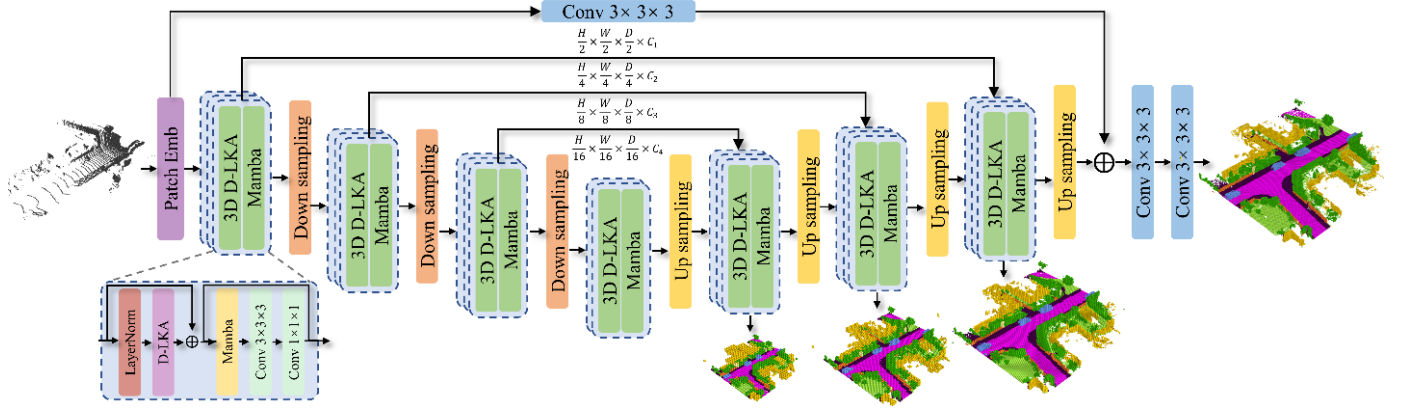 Conv 3× 3× 3
H/2 × W/2 × D/2 × C₁
H/4 × W/4 × D/4 × C₂
H/8 × W/8 × D/8 × C₃
H/16 × W/16 × D/16 × C₄
Patch Emb
3D D-LKA
Mamba
Down sampling
3D D-LKA
Mamba
Down sampling
3D D-LKA
Mamba
Down sampling
3D D-LKA
Mamba
Up sampling
3D D-LKA
Mamba
Up sampling
3D D-LKA
Mamba
Up sampling
3D D-LKA
Mamba
Up sampling
Conv 3× 3× 3
Conv 3× 3× 3
LayerNorm
D-LKA
Mamba
Conv 3×3×3
Conv 1×1×1